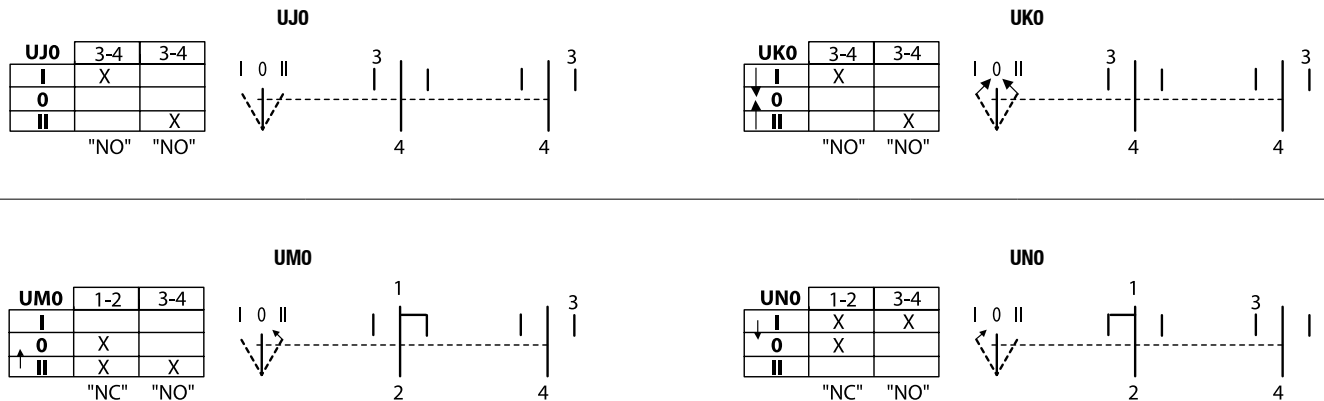 UJ0
UJ0 3-4 3-4
I X
0
II X
"NO" "NO"
I 0 II
3 3
4 4
UK0
UK0 3-4 3-4
I X
0
II X
"NO" "NO"
I 0 II
3 3
4 4
UM0
UM0 1-2 3-4
I
0 X
II X X
"NC" "NO"
I 0 II
1 3
2 4
UN0
UN0 1-2 3-4
I X X
0 X
II
"NC" "NO"
I 0 II
1 3
2 4